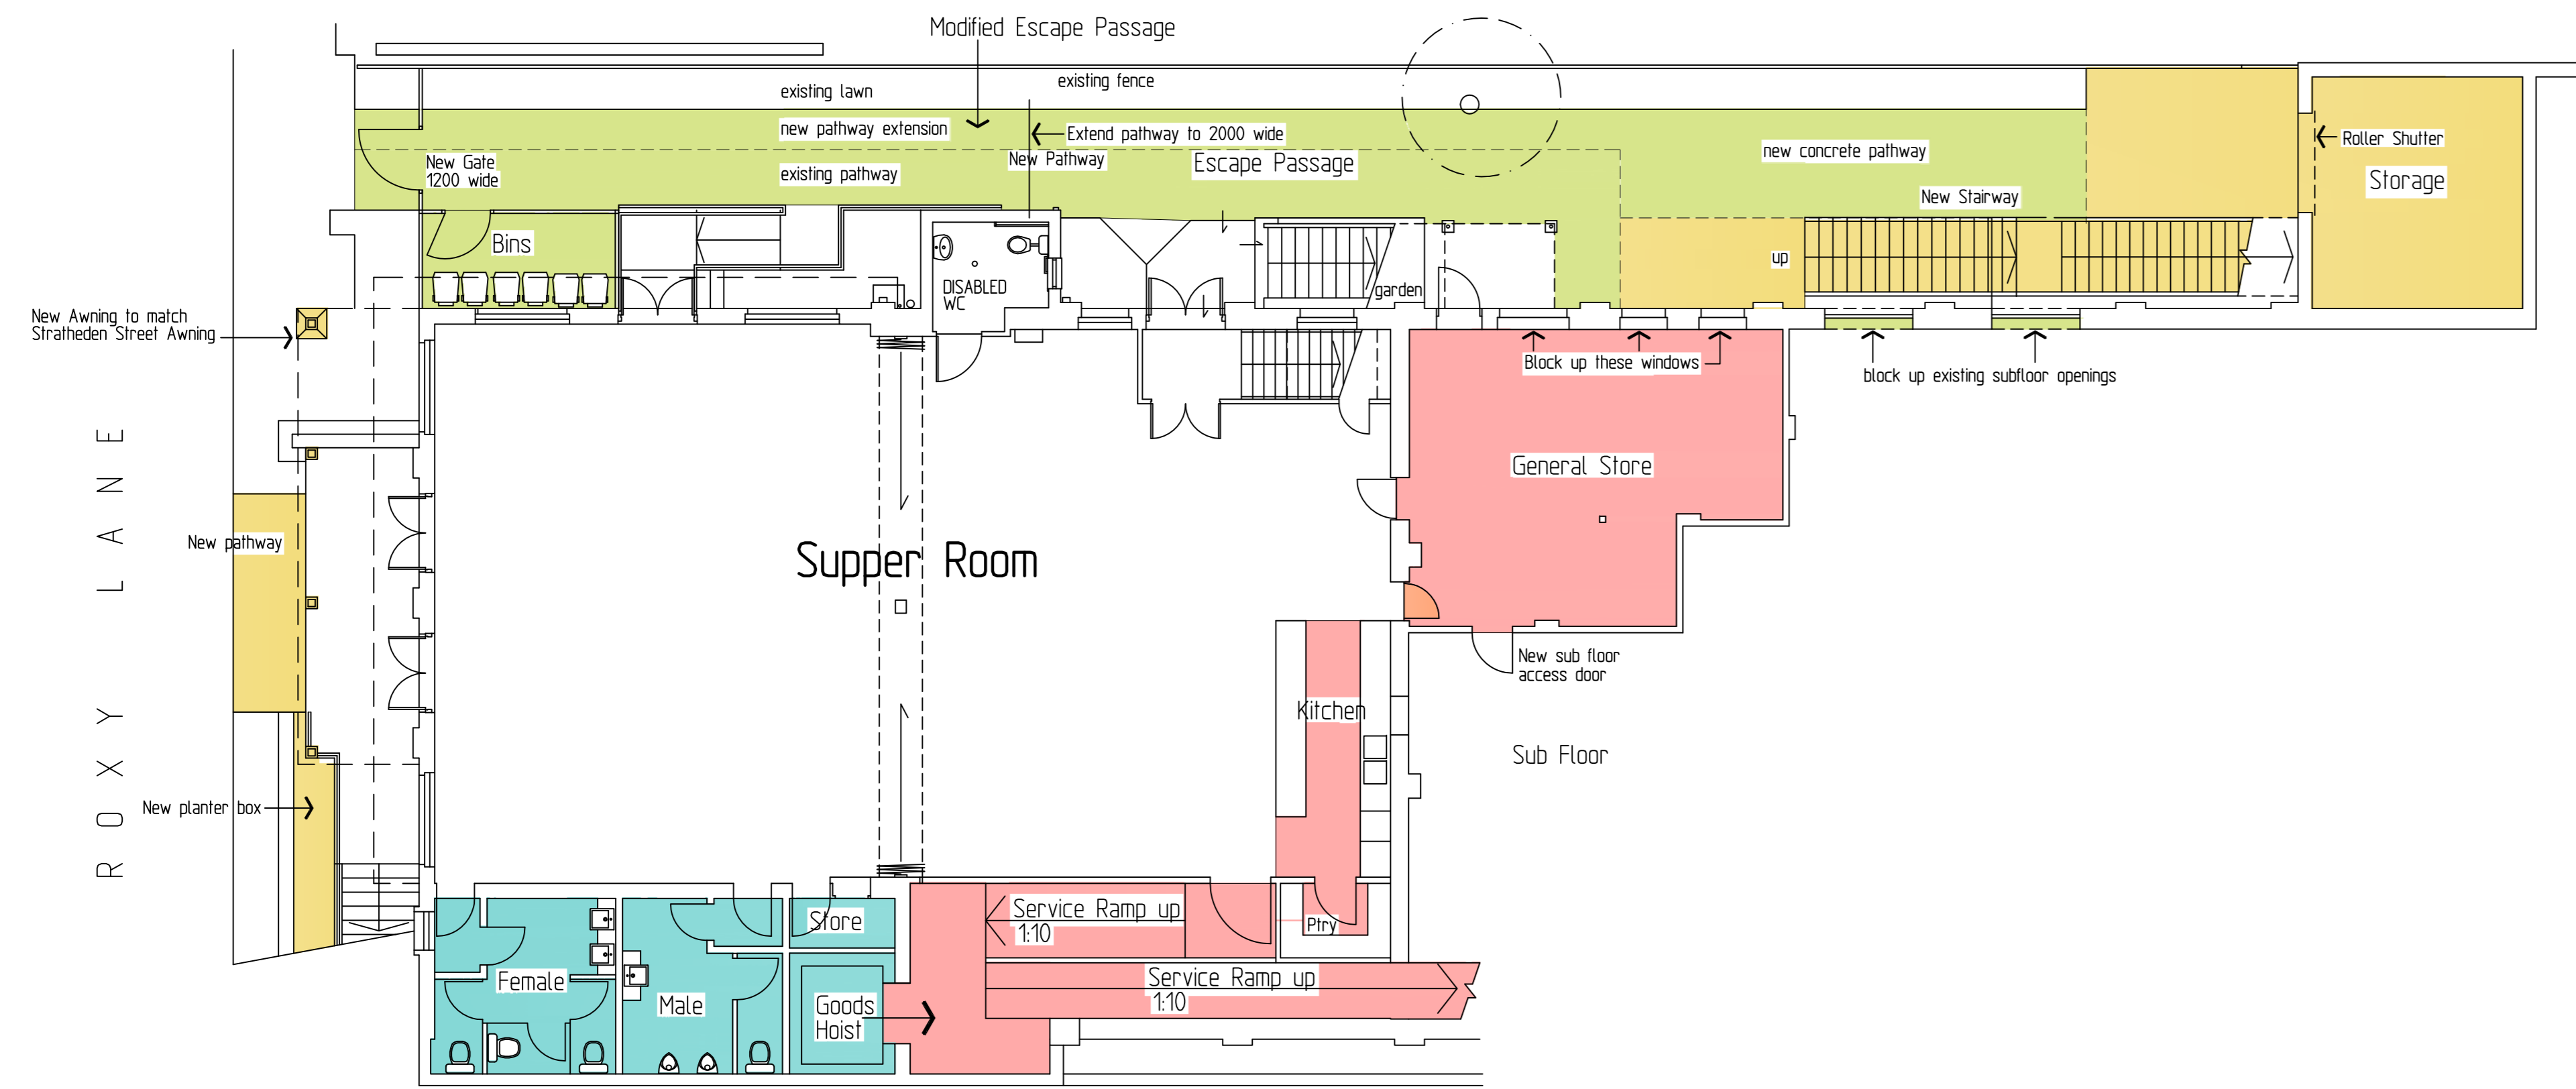 Modified Escape Passage
existing fence
existing lawn
new pathway extension
Extend pathway to 2000 wide
New Pathway
Escape Passage
new concrete pathway
Roller Shutter
Storage
New Gate
1200 wide
existing pathway
New Stairway
Bins
up
DISABLED
WC
garden
New Awning to match
Stratheden Street Awning
Block up these windows
block up existing subfloor openings
ROXY LANE
General Store
New pathway
Supper Room
New sub floor
access door
Kitchen
Sub Floor
New planter box
Store
Service Ramp up
1:10
Ptry
Female
Male
Goods
Hoist
Service Ramp up
1:10